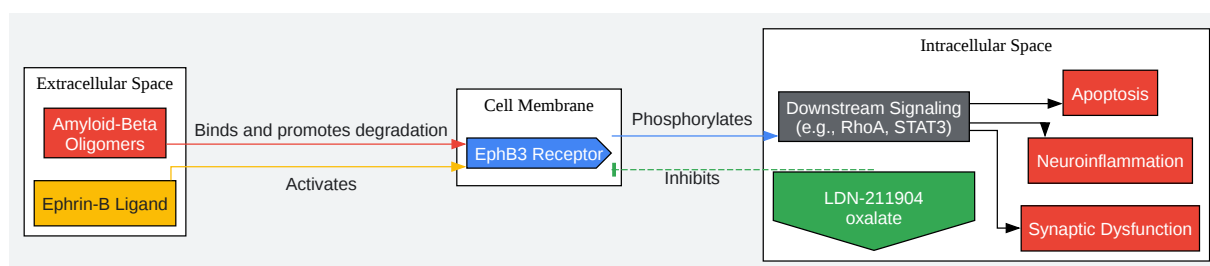 Extracellular Space
Amyloid-Beta
Oligomers
Ephrin-B Ligand
Binds and promotes degradation
Activates
Cell Membrane
EphB3 Receptor
Phosphorylates
Inhibits
Intracellular Space
Downstream Signaling
(e.g., RhoA, STAT3)
LDN-211904
oxalate
Apoptosis
Neuroinflammation
Synaptic Dysfunction